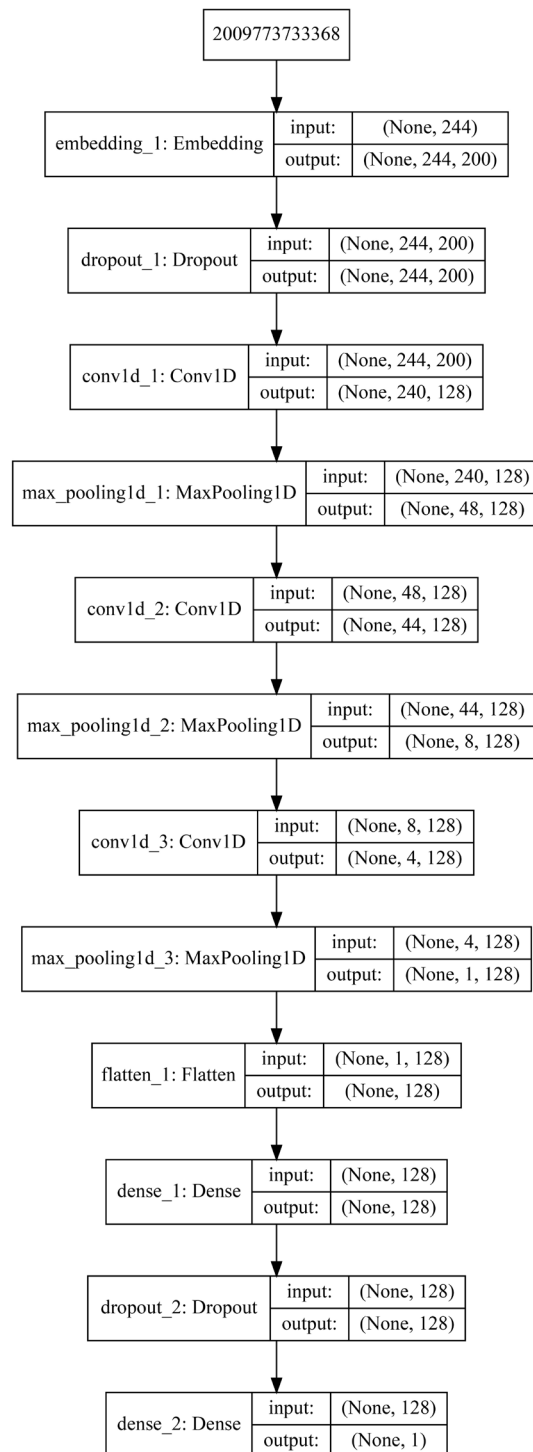 2009773733368
embedding_1: Embedding
input: (None, 244)
output: (None, 244, 200)
dropout_1: Dropout
input: (None, 244, 200)
output: (None, 244, 200)
conv1d_1: Conv1D
input: (None, 244, 200)
output: (None, 240, 128)
max_pooling1d_1: MaxPooling1D
input: (None, 240, 128)
output: (None, 48, 128)
conv1d_2: Conv1D
input: (None, 48, 128)
output: (None, 44, 128)
max_pooling1d_2: MaxPooling1D
input: (None, 44, 128)
output: (None, 8, 128)
conv1d_3: Conv1D
input: (None, 8, 128)
output: (None, 4, 128)
max_pooling1d_3: MaxPooling1D
input: (None, 4, 128)
output: (None, 1, 128)
flatten_1: Flatten
input: (None, 1, 128)
output: (None, 128)
dense_1: Dense
input: (None, 128)
output: (None, 128)
dropout_2: Dropout
input: (None, 128)
output: (None, 128)
dense_2: Dense
input: (None, 128)
output: (None, 1)